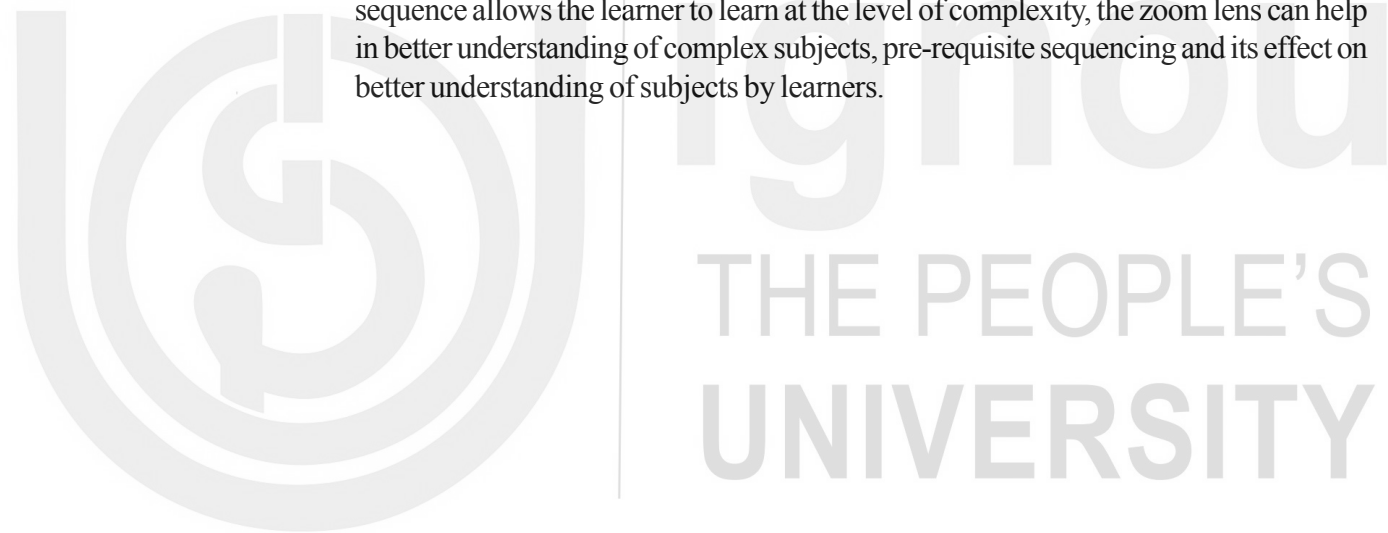 sequence allows the learner to learn at the level of complexity, the zoom lens can help
in better understanding of complex subjects, pre-requisite sequencing and its effect on
better understanding of subjects by learners.
ignou
THE PEOPLE'S
UNIVERSITY